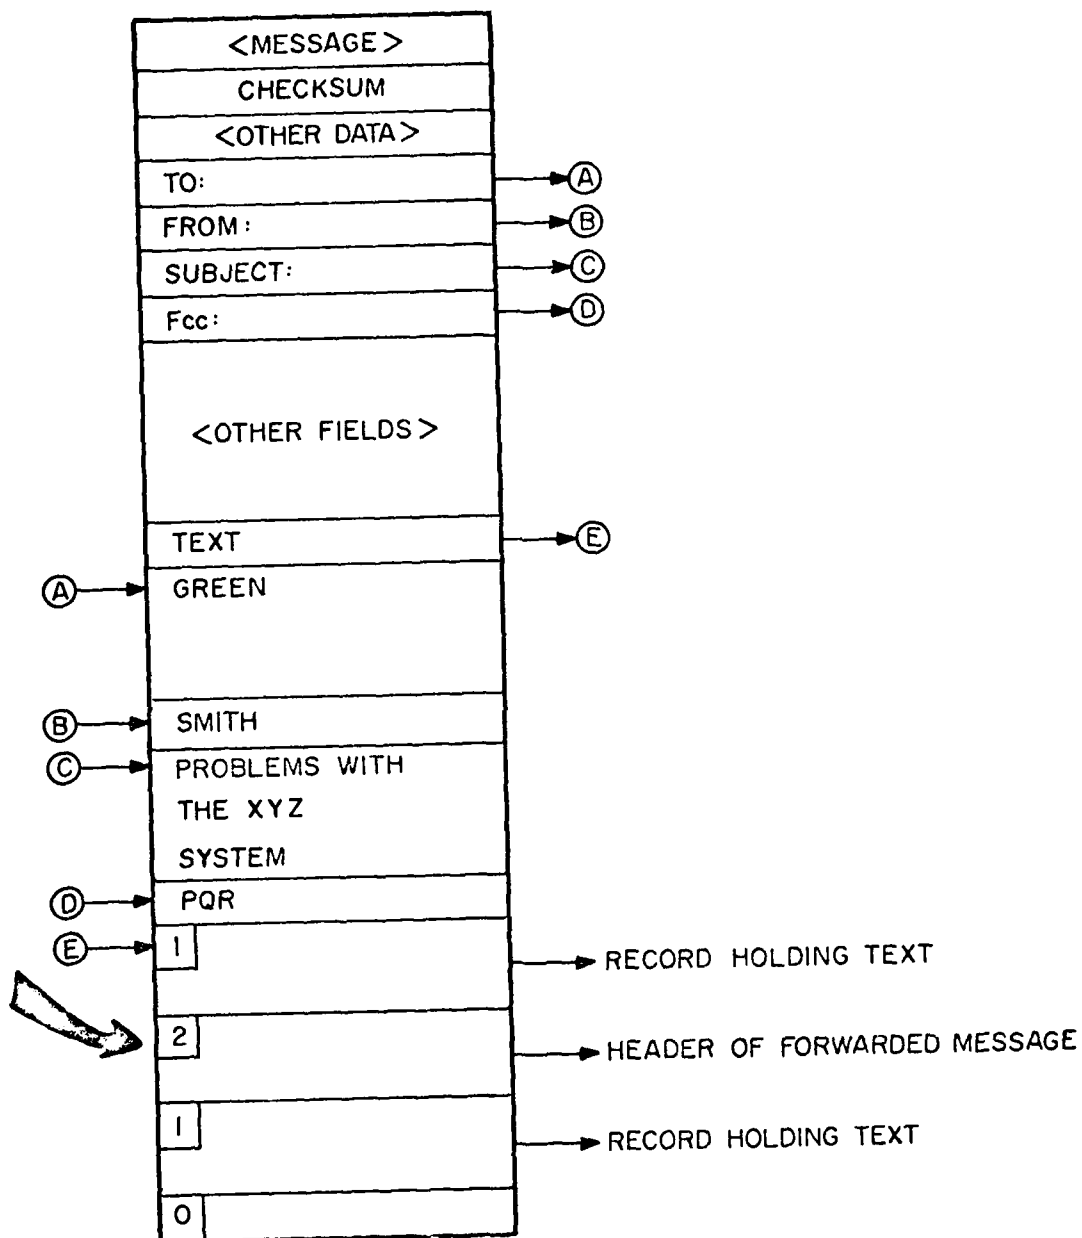 <MESSAGE>
CHECKSUM
<OTHER DATA>
TO: A
FROM: B
SUBJECT: C
Fcc: D
<OTHER FIELDS>
TEXT E
A GREEN
B SMITH
C PROBLEMS WITH
THE XYZ
SYSTEM
D PQR
E 1
RECORD HOLDING TEXT
2
HEADER OF FORWARDED MESSAGE
1
RECORD HOLDING TEXT
0